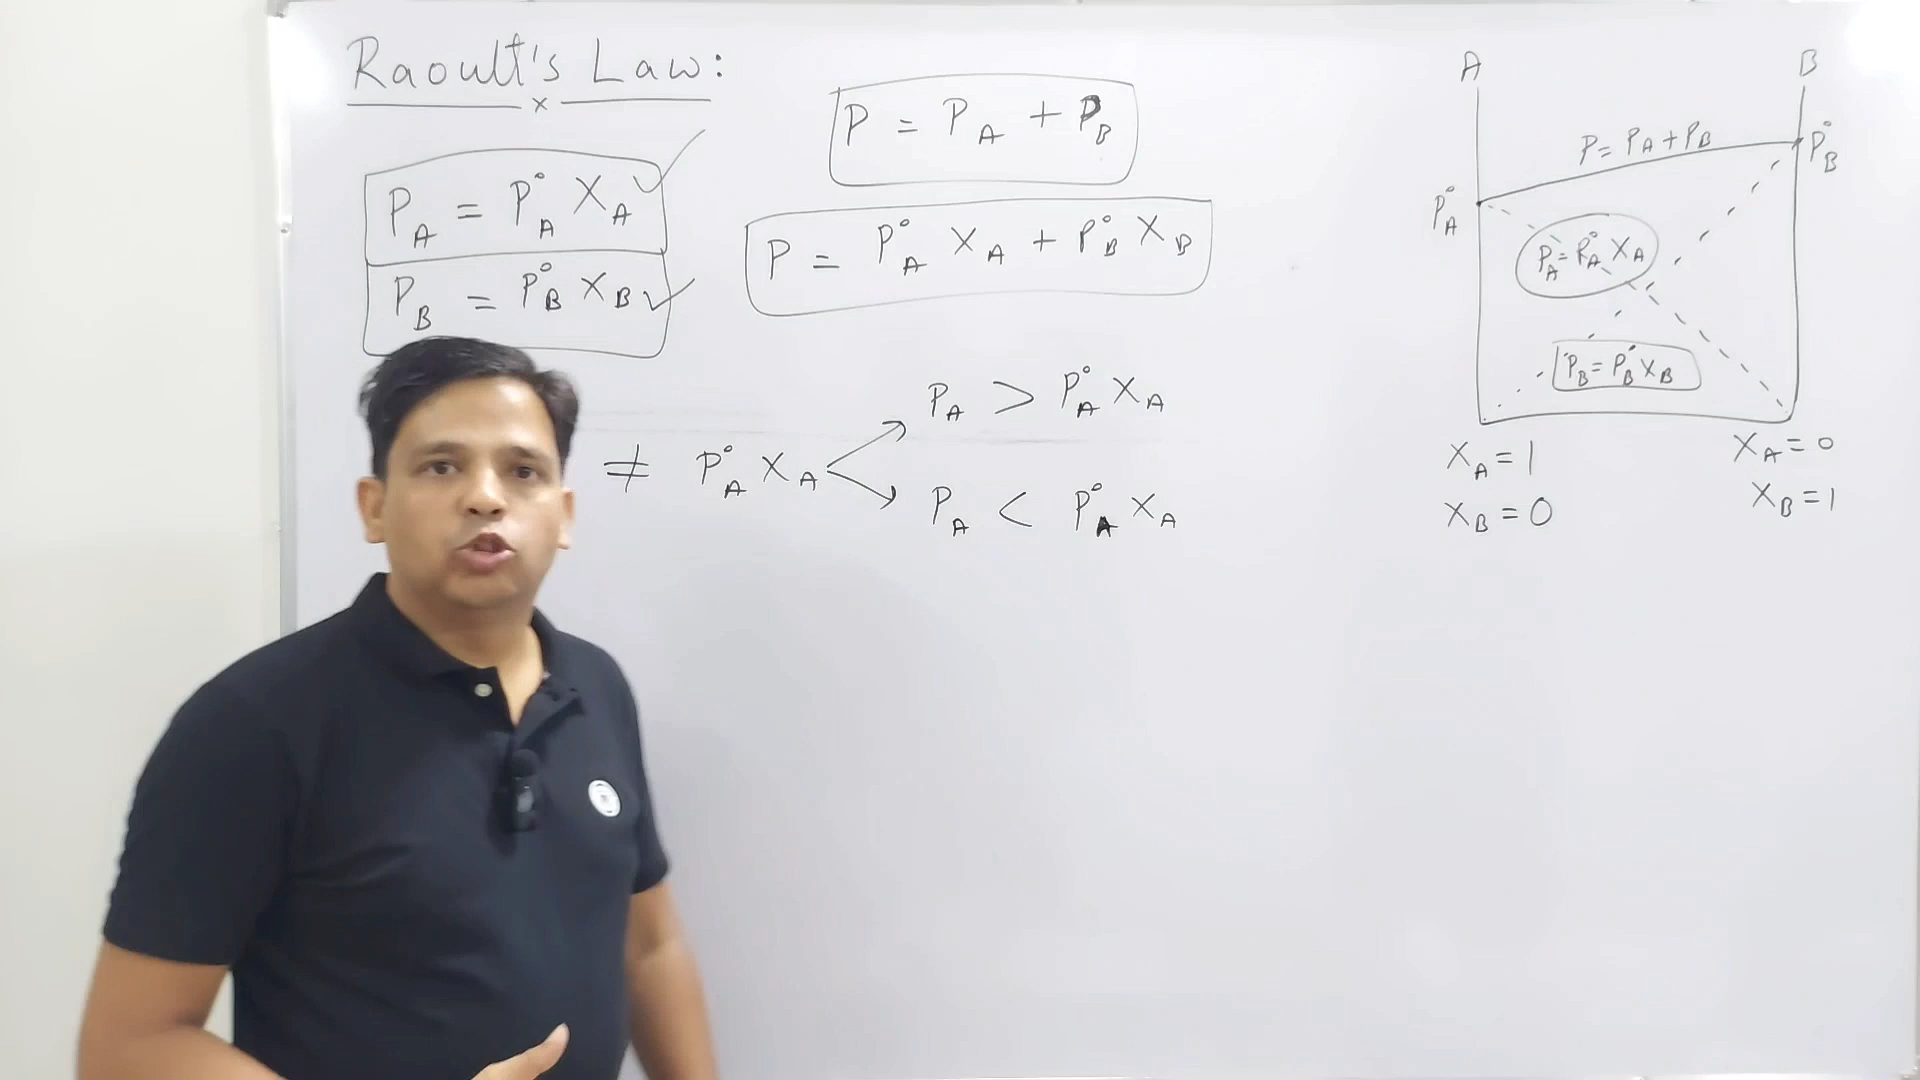 Raoult's Law:
x
P_A = P°_A X_A ✓
P_B = P°_B X_B ✓
P = P_A + P_B
P = P°_A X_A + P°_B X_B
≠ P°_A X_A
P_A > P°_A X_A
P_A < P°_A X_A
A
B
P = P_A + P_B
P°_B
P°_A
P_A = P°_A X_A
P_B = P°_B X_B
X_A = 1
X_B = 0
X_A = 0
X_B = 1